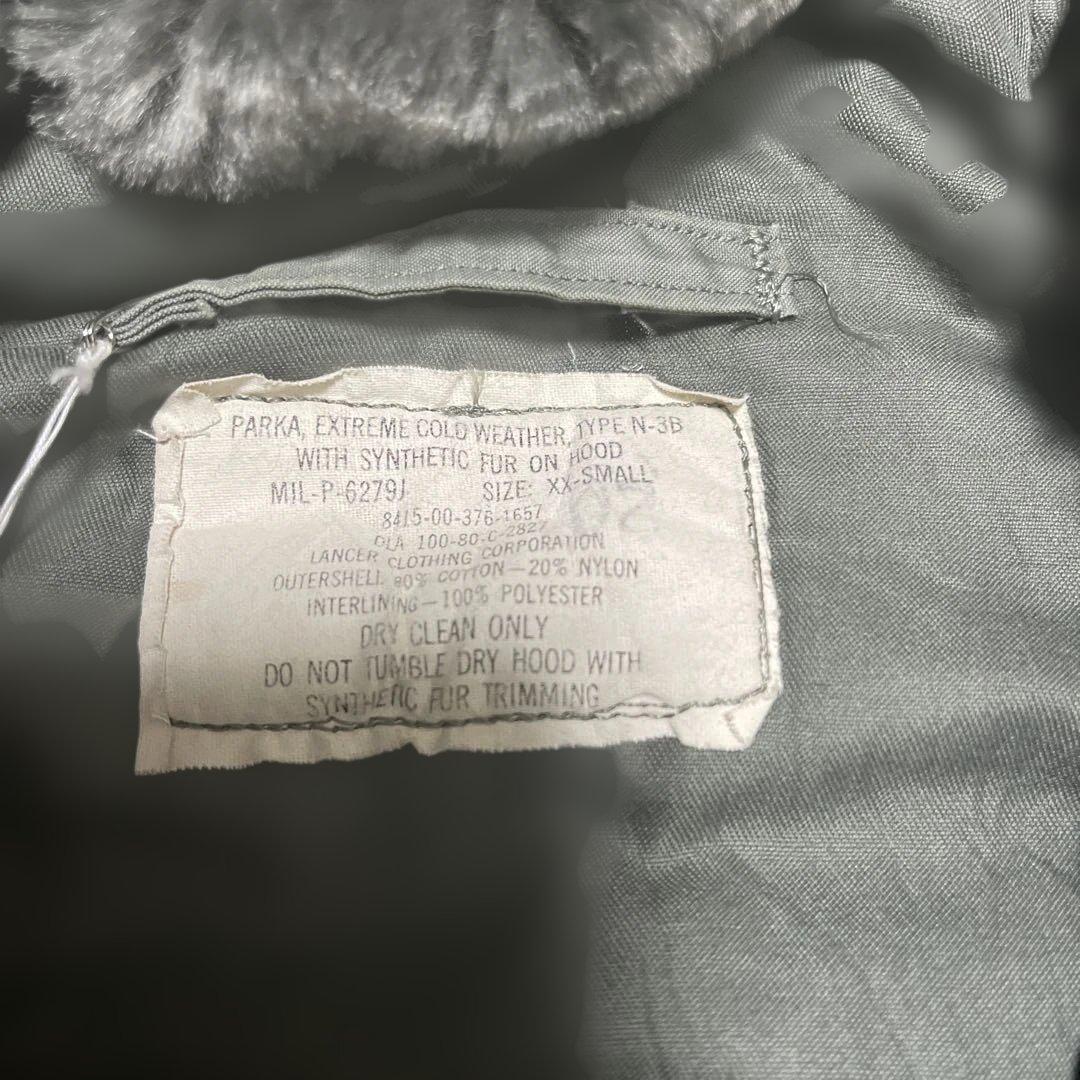 PARKA, EXTREME COLD WEATHER, TYPE N-3B
WITH SYNTHETIC FUR ON HOOD
MIL-P-6279J SIZE: XX-SMALL
8415-00-376-1657
DLA 100-80-C-2827
LANCER CLOTHING CORPORATION
OUTERSHELL 80% COTTON—20% NYLON
INTERLINING—100% POLYESTER
DRY CLEAN ONLY
DO NOT TUMBLE DRY HOOD WITH
SYNTHETIC FUR TRIMMING